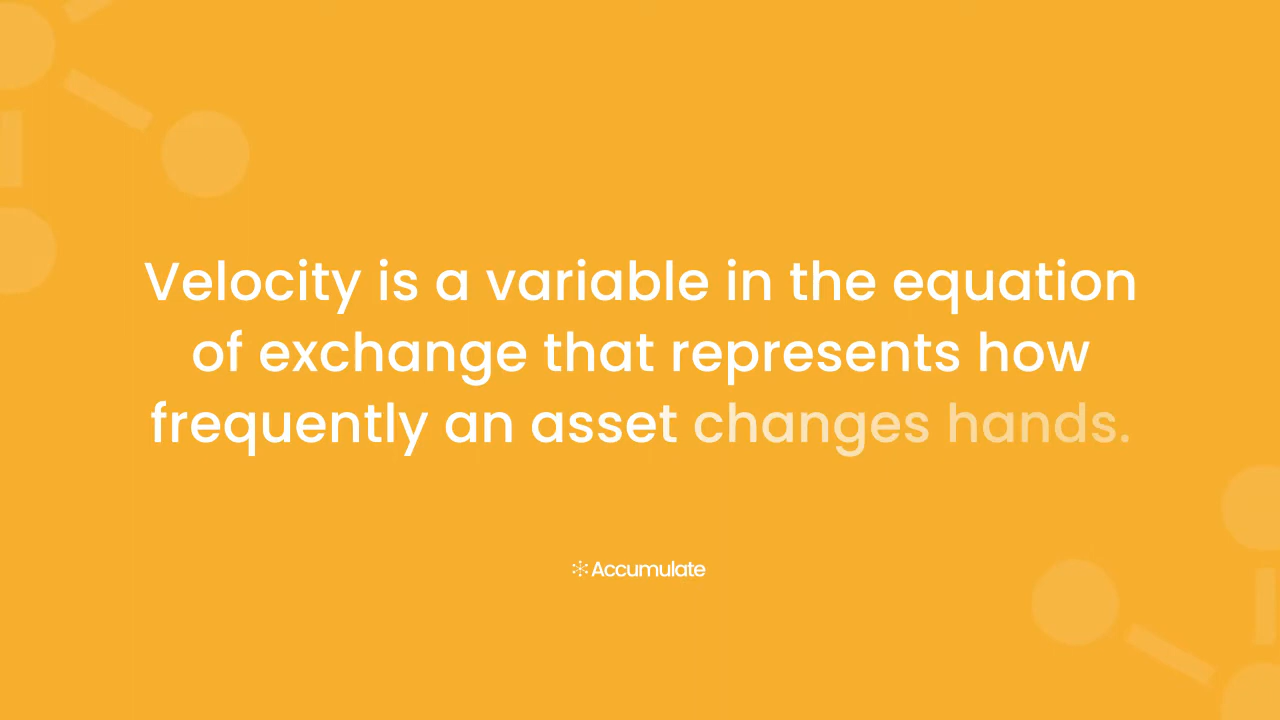 Velocity is a variable in the equation
of exchange that represents how
frequently an asset changes hands.
Accumulate